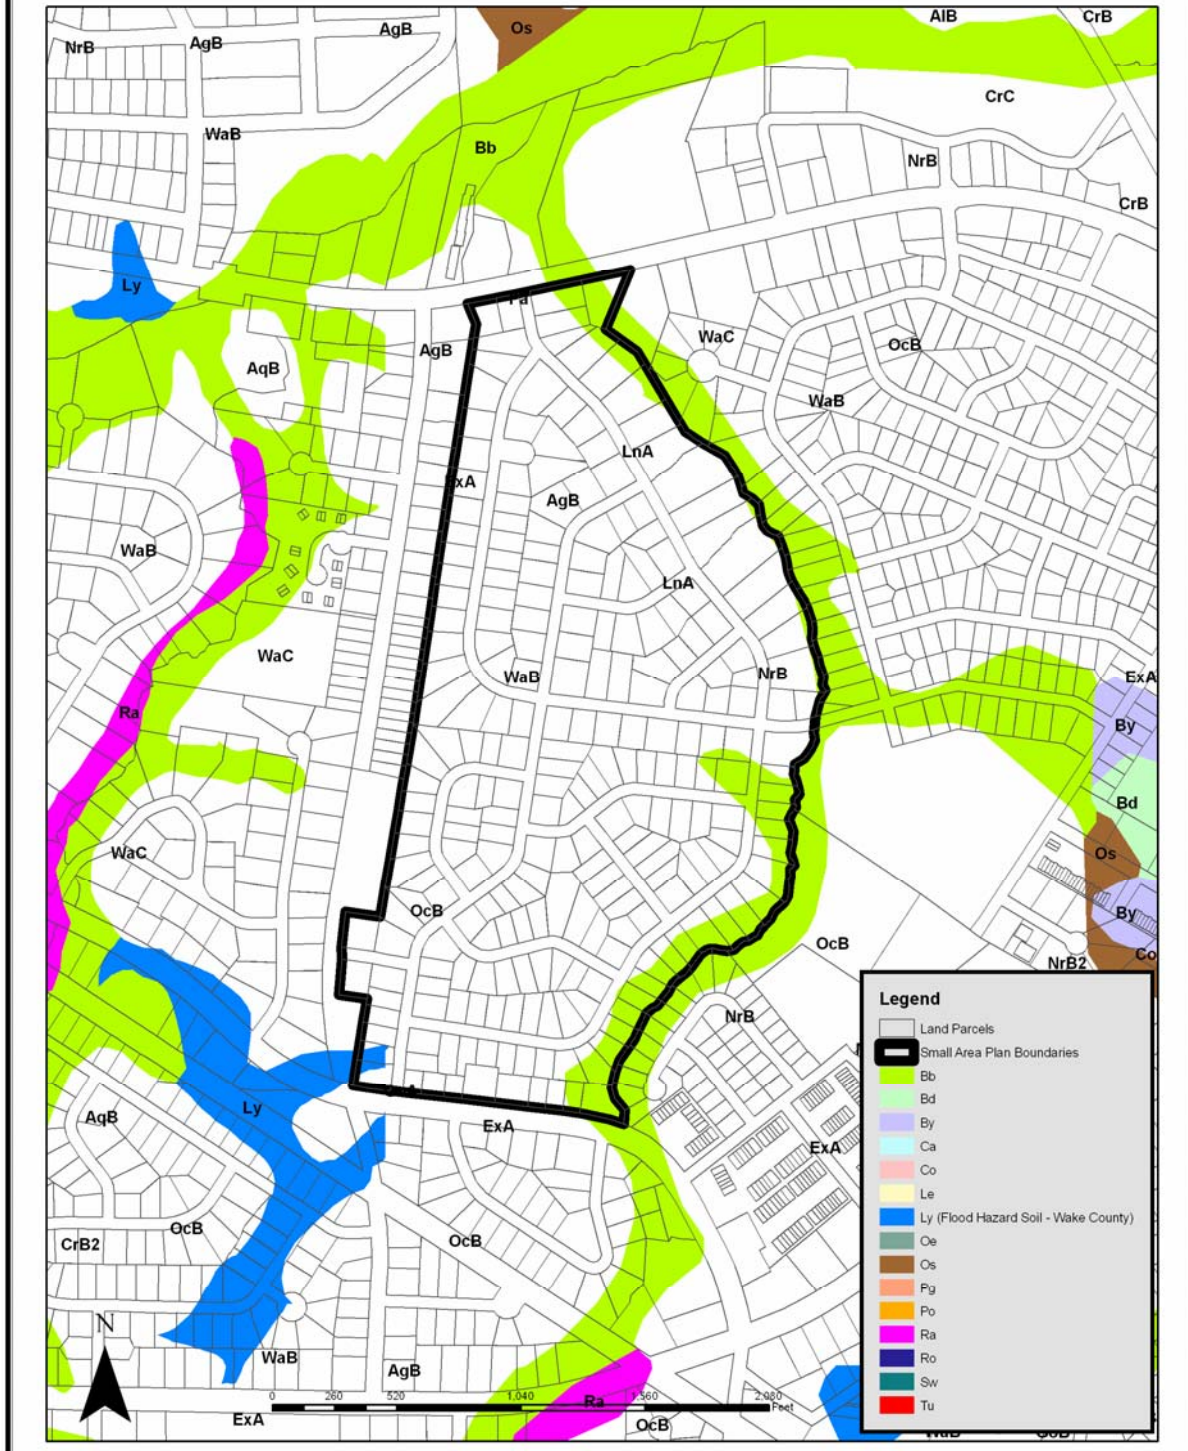 AlB
CrB
Os
AgB
NrB
AgB
CrC
WaB
Bb
NrB
CrB
Ly
WaC
OcB
AgB
AqB
WaB
LnA
AgB
WaB
LnA
WaC
WaB
NrB
ExA
Ra
By
Bd
WaC
Os
OcB
By
OcB
Co
NrB2
NrB
Ly
AqB
ExA
ExA
OcB
OcB
CrB2
N
WaB
AgB
0 260 520 1,040 1,560 2,080
Feet
Ra
ExA
OcB
Legend
Land Parcels
Small Area Plan Boundaries
Bb
Bd
By
Ca
Co
Le
Ly (Flood Hazard Soil - Wake County)
Oe
Os
Pg
Po
Ra
Ro
Sw
Tu